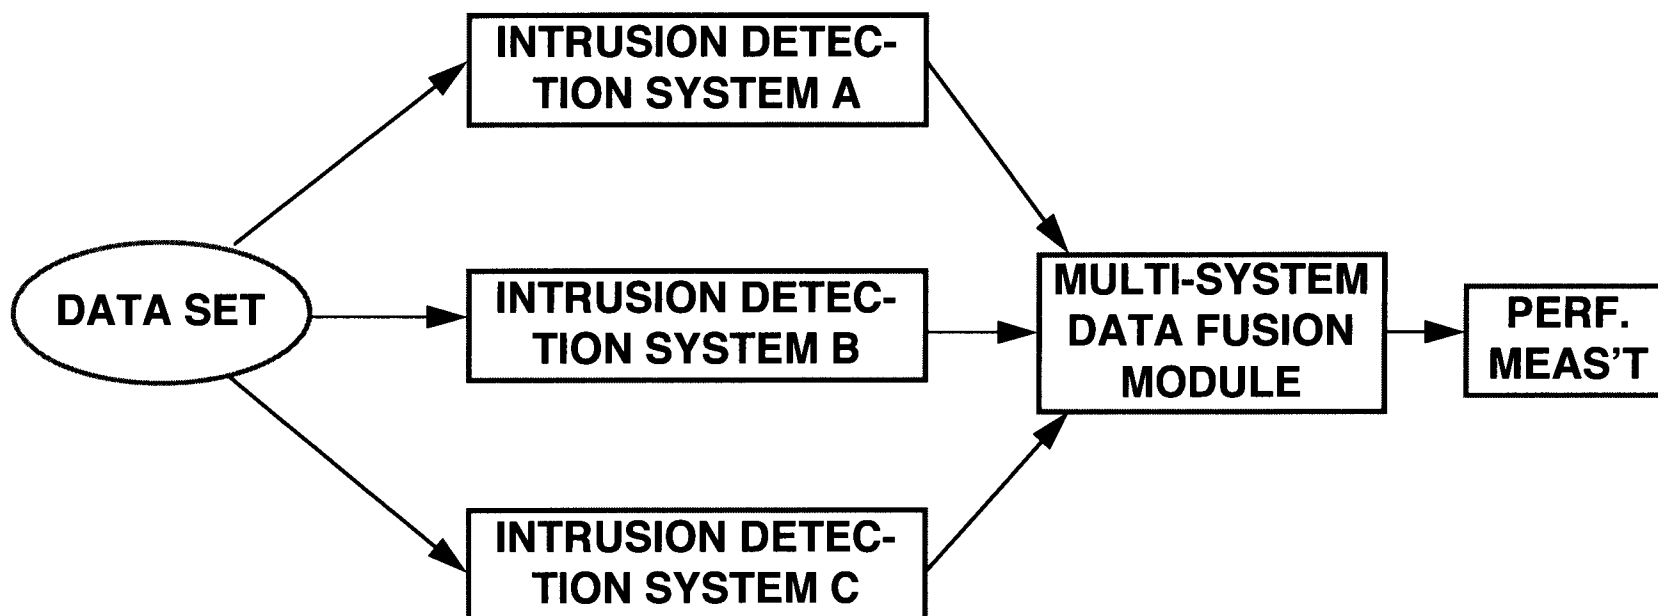 INTRUSION DETEC-
TION SYSTEM A
DATA SET
INTRUSION DETEC-
TION SYSTEM B
MULTI-SYSTEM
DATA FUSION
MODULE
PERF.
MEAS'T
INTRUSION DETEC-
TION SYSTEM C